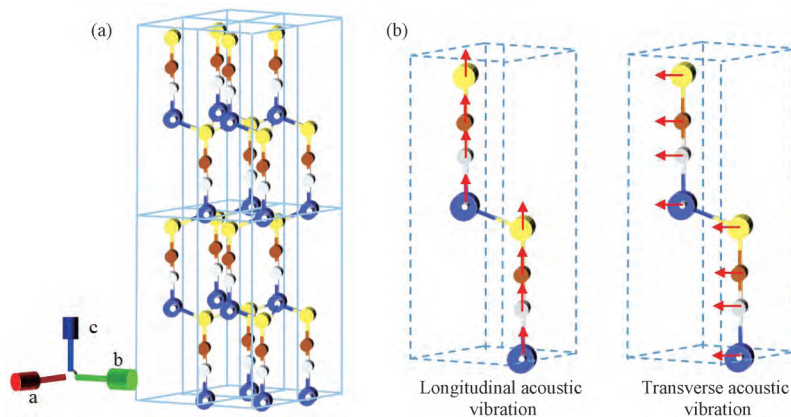 (a)
(b)
c
b
a
Longitudinal acoustic
vibration
Transverse acoustic
vibration